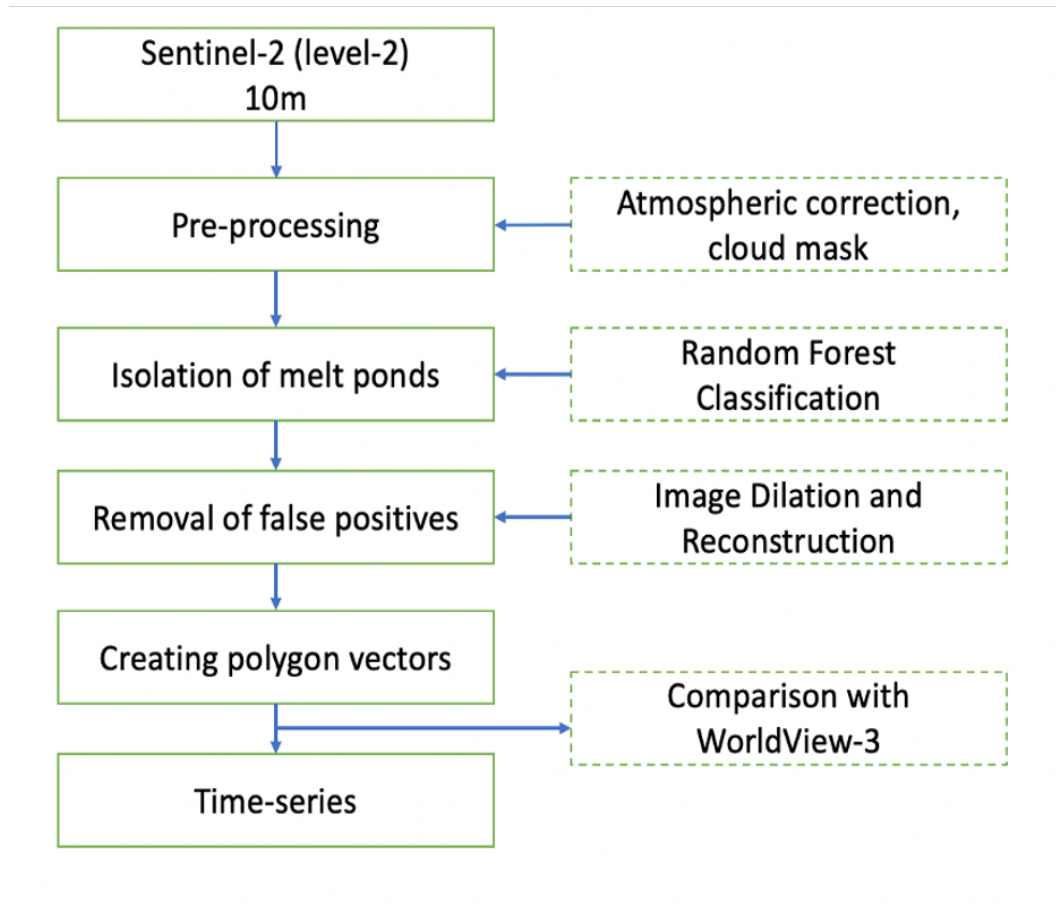 Sentinel-2 (level-2)
10m
Pre-processing
Atmospheric correction,
cloud mask
Isolation of melt ponds
Random Forest
Classification
Removal of false positives
Image Dilation and
Reconstruction
Creating polygon vectors
Comparison with
WorldView-3
Time-series